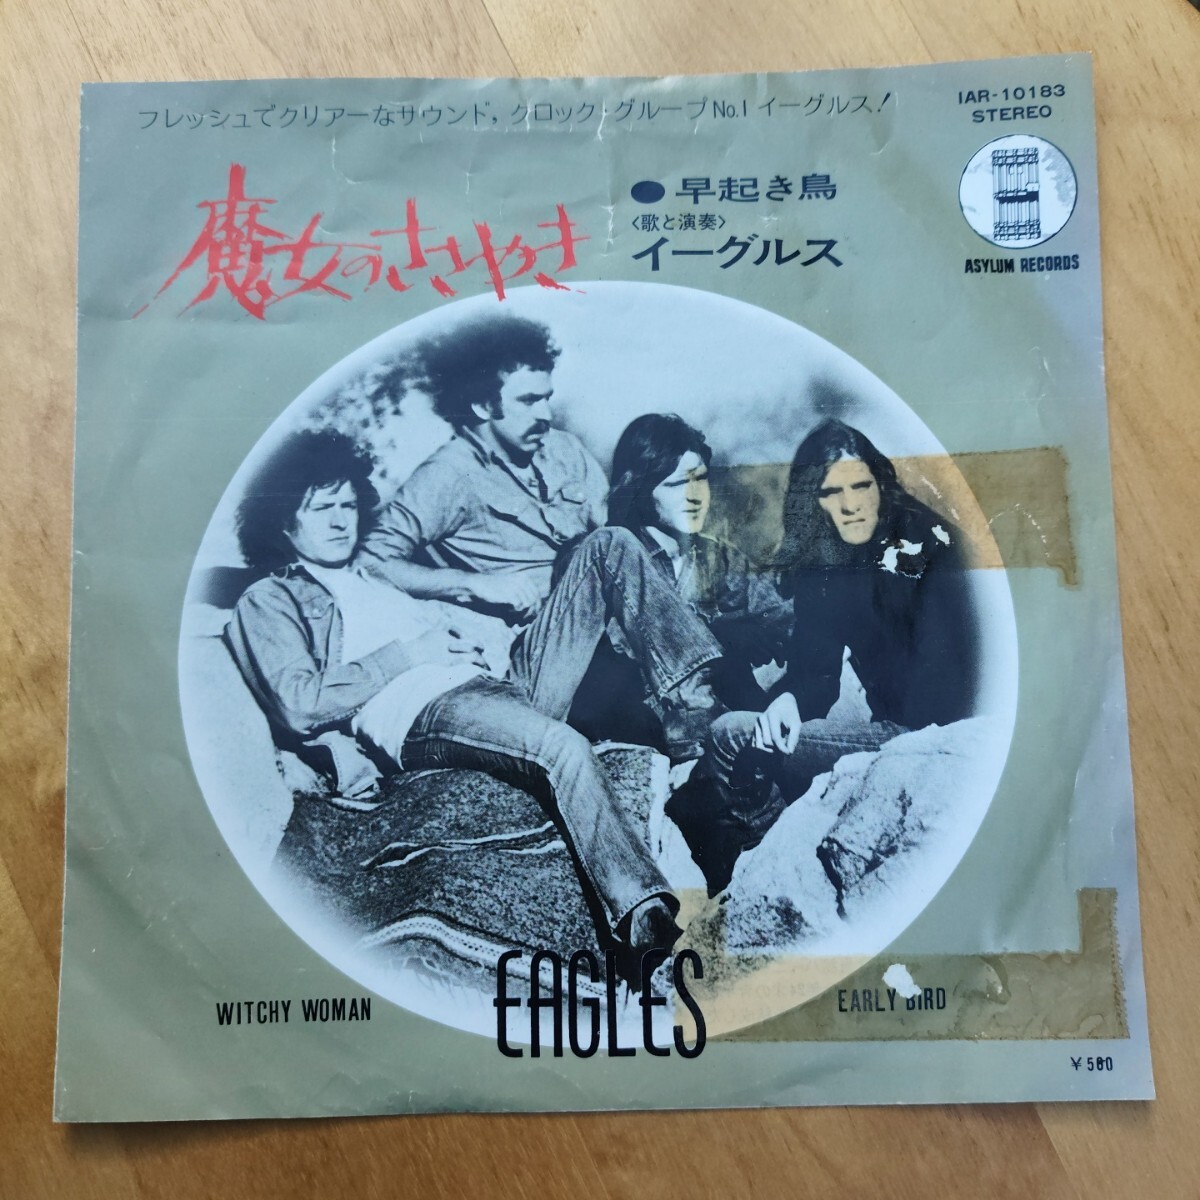 フレッシュでクリアーなサウンド，クロック・グループNo.1イーグルス！
IAR-10183
STEREO
魔女のささやき
●早起き鳥
〈歌と演奏〉
イーグルス
ASYLUM RECORDS
WITCHY WOMAN
EAGLES
EARLY BIRD
￥500